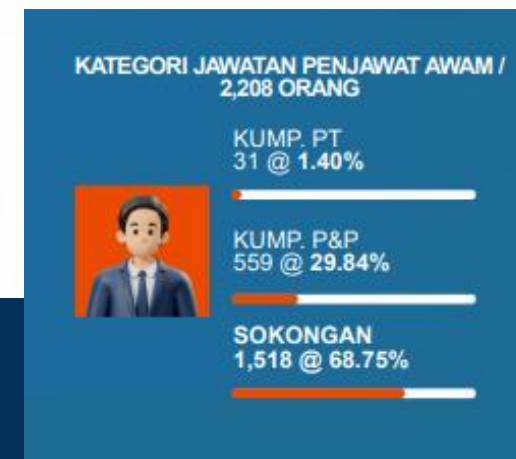 KATEGORI JAWATAN PENJAWAT AWAM /
2,208 ORANG
KUMP. PT
31 @ 1.40%
KUMP. P&P
559 @ 29.84%
SOKONGAN
1,518 @ 68.75%